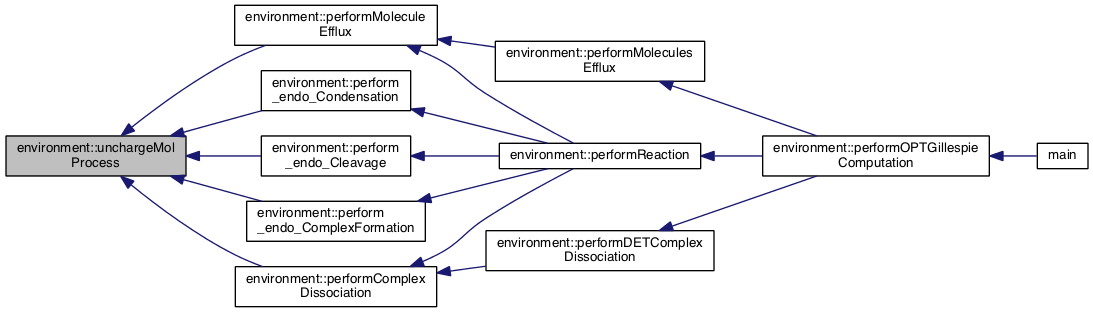 environment::unchargeMol
Process
environment::performMolecule
Efflux
environment::perform
_endo_Condensation
environment::perform
_endo_Cleavage
environment::perform
_endo_ComplexFormation
environment::performComplex
Dissociation
environment::performMolecules
Efflux
environment::performReaction
environment::performDETComplex
Dissociation
environment::performOPTGillespie
Computation
main